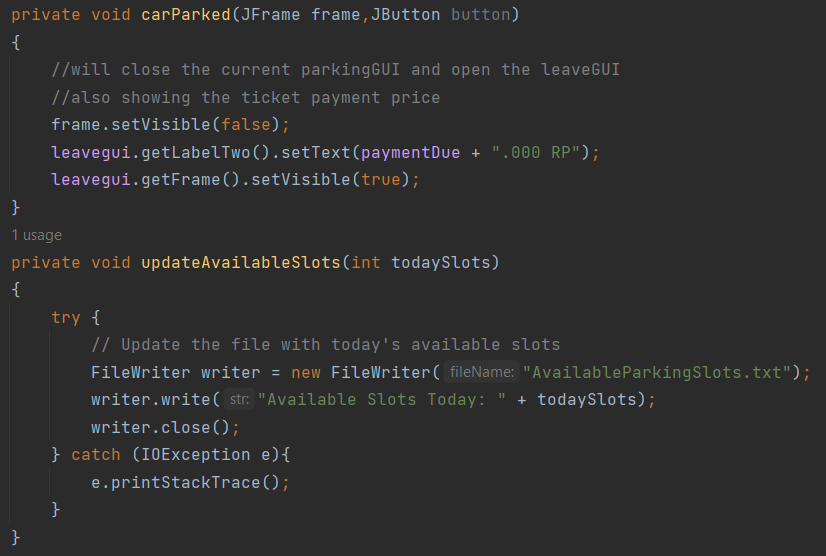 private void carParked(JFrame frame,JButton button)
{
    //will close the current parkingGUI and open the leaveGUI
    //also showing the ticket payment price
    frame.setVisible(false);
    leavegui.getLabelTwo().setText(paymentDue + ".000 RP");
    leavegui.getFrame().setVisible(true);
}
1 usage
private void updateAvailableSlots(int todaySlots)
{
    try {
        // Update the file with today's available slots
        FileWriter writer = new FileWriter( fileName: "AvailableParkingSlots.txt");
        writer.write( str: "Available Slots Today: " + todaySlots);
        writer.close();
    } catch (IOException e){
        e.printStackTrace();
    }
}